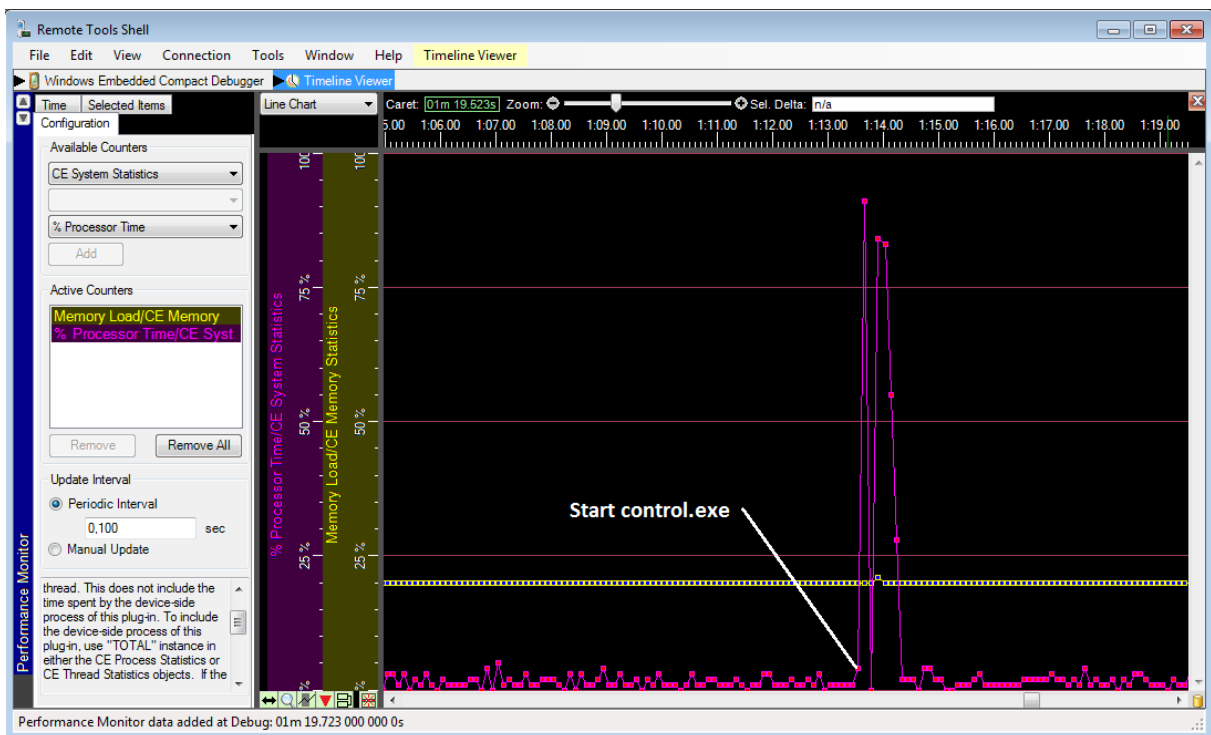 Remote Tools Shell
File Edit View Connection Tools Window Help Timeline Viewer
Windows Embedded Compact Debugger Timeline Viewer
Time Selected Items
Configuration
Available Counters
CE System Statistics
% Processor Time
Add
Active Counters
Memory Load/CE Memory
% Processor Time/CE Syst
Remove Remove All
Update Interval
Periodic Interval
0,100 sec
Manual Update
thread. This does not include the
time spent by the device-side
process of this plug-in. To include
the device-side process of this
plug-in, use "TOTAL" instance in
either the CE Process Statistics or
CE Thread Statistics objects. If the
Performance Monitor
Line Chart Caret: 01m 19.523s Zoom: Sel. Delta: n/a
5.00 1:06.00 1:07.00 1:08.00 1:09.00 1:10.00 1:11.00 1:12.00 1:13.00 1:14.00 1:15.00 1:16.00 1:17.00 1:18.00 1:19.00
% Processor Time/CE System Statistics
Memory Load/CE Memory Statistics
100 100
75 % 75 %
50 % 50 %
25 % 25 %
% %
Start control.exe
Performance Monitor data added at Debug: 01m 19.723 000 000 0s